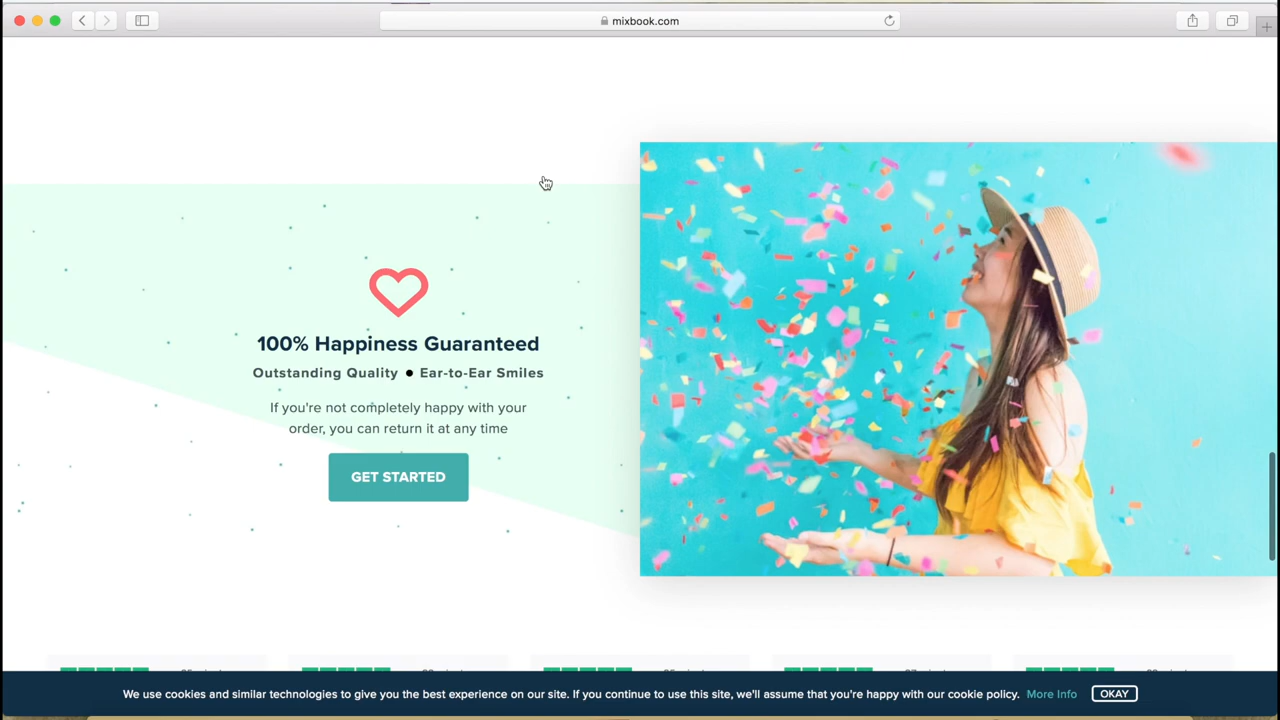 mixbook.com
100% Happiness Guaranteed
Outstanding Quality ● Ear-to-Ear Smiles
If you're not completely happy with your
order, you can return it at any time
GET STARTED
We use cookies and similar technologies to give you the best experience on our site. If you continue to use this site, we'll assume that you're happy with our cookie policy. More Info OKAY